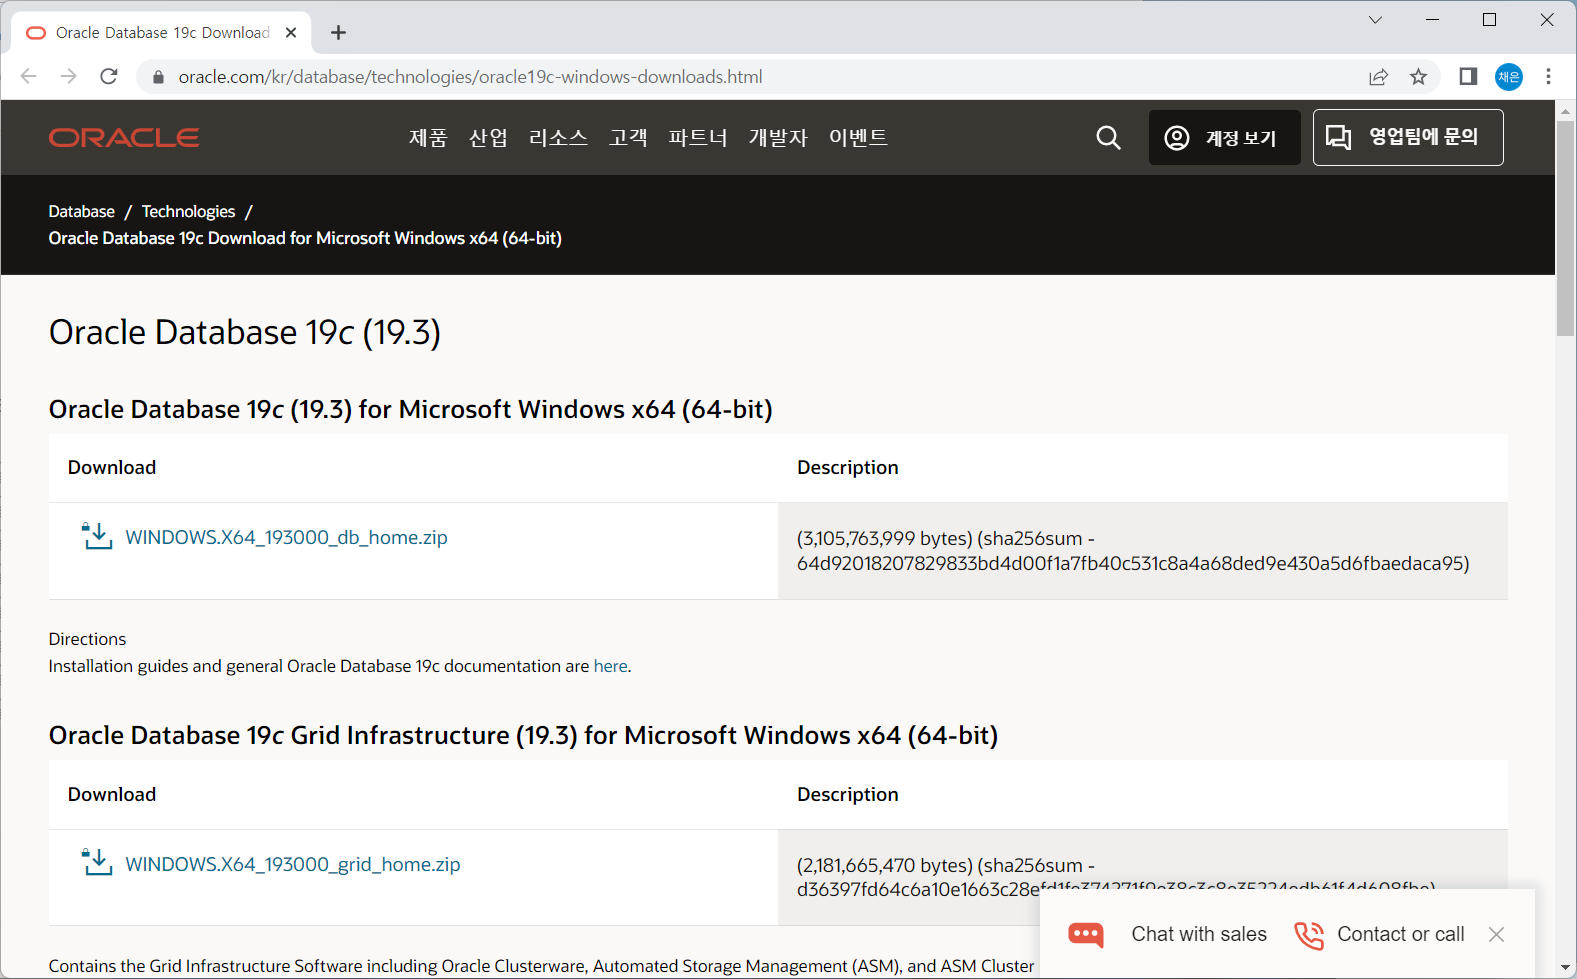 Oracle Database 19c Download
oracle.com/kr/database/technologies/oracle19c-windows-downloads.html
채은
ORACLE
제품 산업 리소스 고객 파트너 개발자 이벤트
계정 보기
영업팀에 문의
Database / Technologies /
Oracle Database 19c Download for Microsoft Windows x64 (64-bit)
Oracle Database 19c (19.3)
Oracle Database 19c (19.3) for Microsoft Windows x64 (64-bit)
Download Description
WINDOWS.X64_193000_db_home.zip
(3,105,763,999 bytes) (sha256sum -
64d92018207829833bd4d00f1a7fb40c531c8a4a68ded9e430a5d6fbaedaca95)
Directions
Installation guides and general Oracle Database 19c documentation are here.
Oracle Database 19c Grid Infrastructure (19.3) for Microsoft Windows x64 (64-bit)
Download Description
WINDOWS.X64_193000_grid_home.zip
(2,181,665,470 bytes) (sha256sum -
Chat with sales
Contact or call
Contains the Grid Infrastructure Software including Oracle Clusterware, Automated Storage Management (ASM), and ASM Cluster